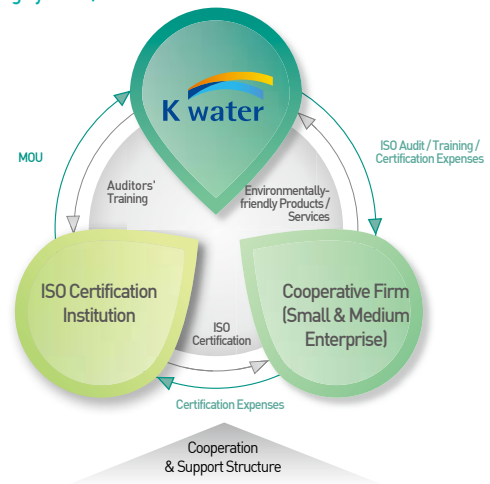 K water
MOU
ISO Audit / Training /
Certification Expenses
Auditors'
Training
Environmentally-
friendly Products /
Services
ISO Certification
Institution
Cooperative Firm
(Small & Medium
Enterprise)
ISO
Certification
Certification Expenses
Cooperation
& Support Structure